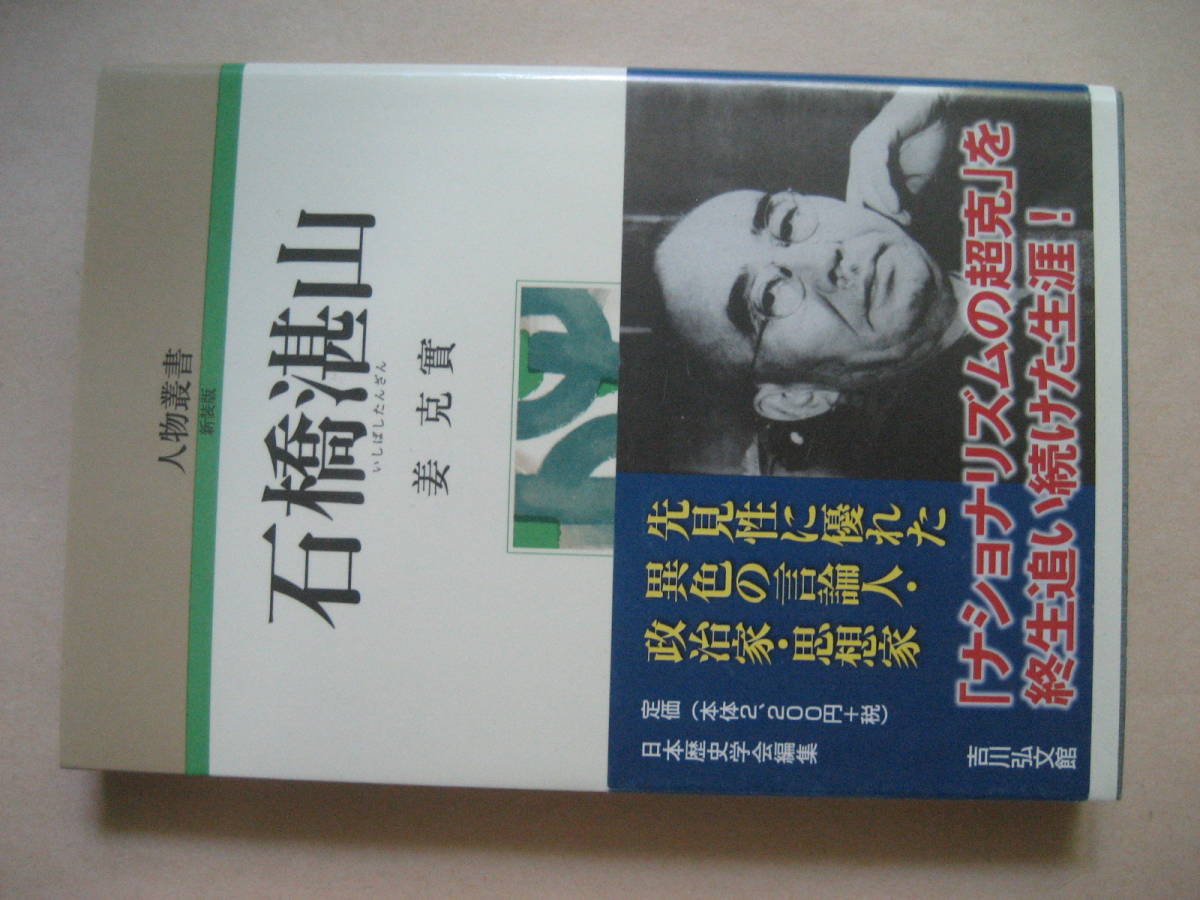 人物叢書
新装版
石橋湛山
いしばしたんざん
姜克實
先見性に優れた
異色の言論人・
政治家・思想家
定価（本体2、200円＋税）
日本歴史学会編集
「ナショナリズムの超克」を
終生追い続けた生涯！
吉川弘文館